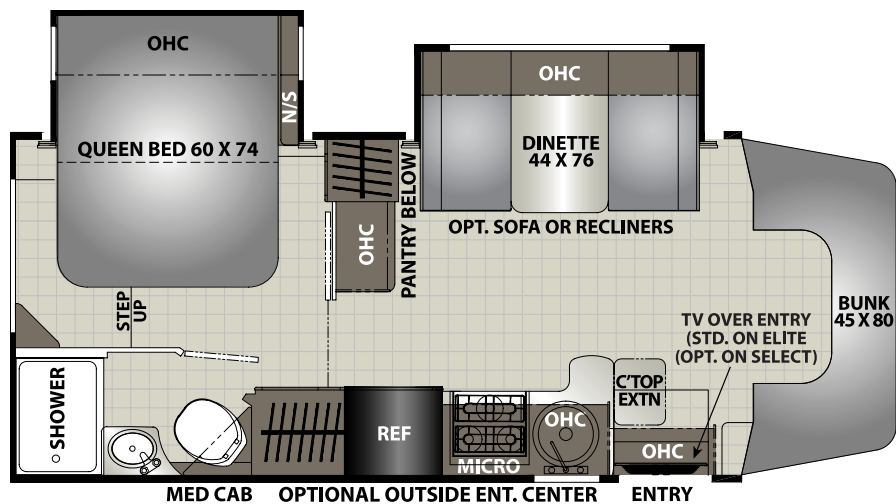 OHC
N/S
QUEEN BED 60 X 74
OHC
PANTRY BELOW
OHC
DINETTE
44 X 76
OPT. SOFA OR RECLINERS
STEP
UP
BUNK
45 X 80
TV OVER ENTRY
(STD. ON ELITE
(OPT. ON SELECT)
SHOWER
REF
MICRO
OHC
C'TOP
EXTN
OHC
MED CAB
OPTIONAL OUTSIDE ENT. CENTER
ENTRY